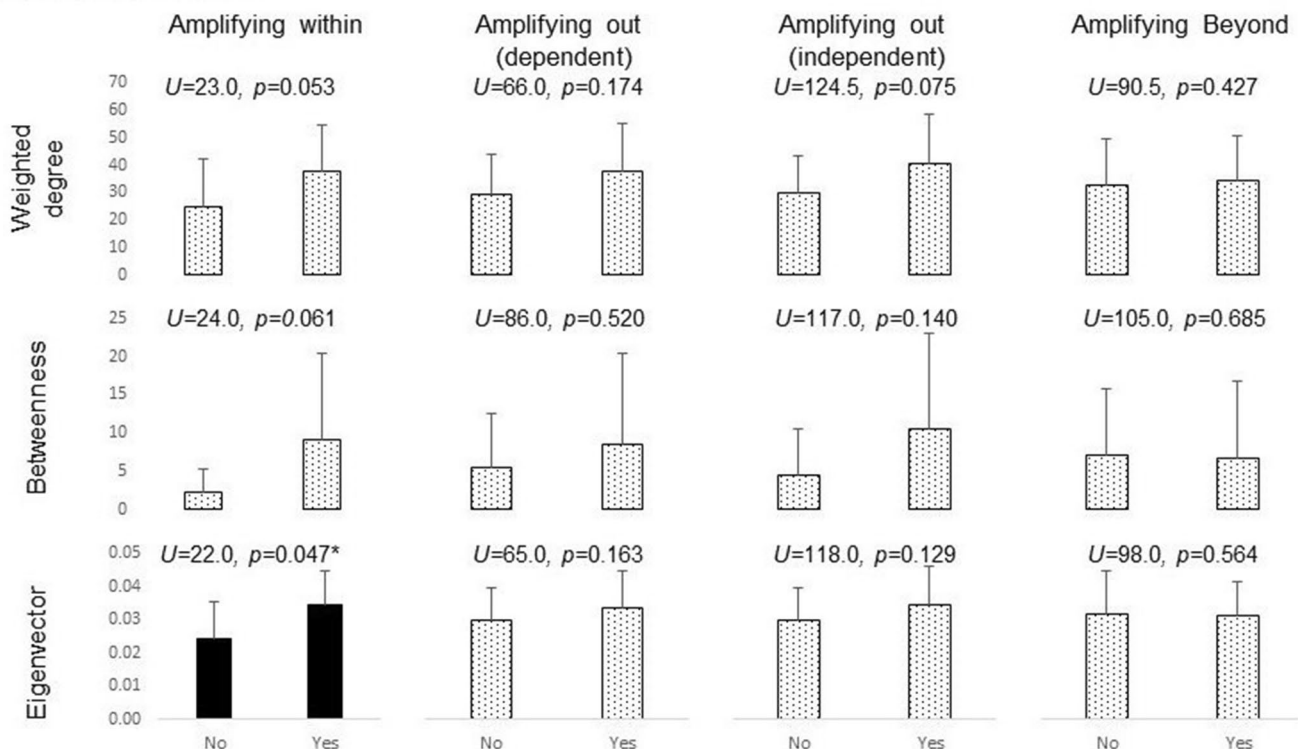 Amplifying within
Amplifying out
(dependent)
Amplifying out
(independent)
Amplifying Beyond
Weighted
degree
70
60
50
40
30
20
10
0
U=23.0, p=0.053
U=66.0, p=0.174
U=124.5, p=0.075
U=90.5, p=0.427
Betweenness
25
20
15
10
5
0
U=24.0, p=0.061
U=86.0, p=0.520
U=117.0, p=0.140
U=105.0, p=0.685
Eigenvector
0.05
0.04
0.03
0.02
0.01
0.00
U=22.0, p=0.047*
U=65.0, p=0.163
U=118.0, p=0.129
U=98.0, p=0.564
No Yes No Yes No Yes No Yes